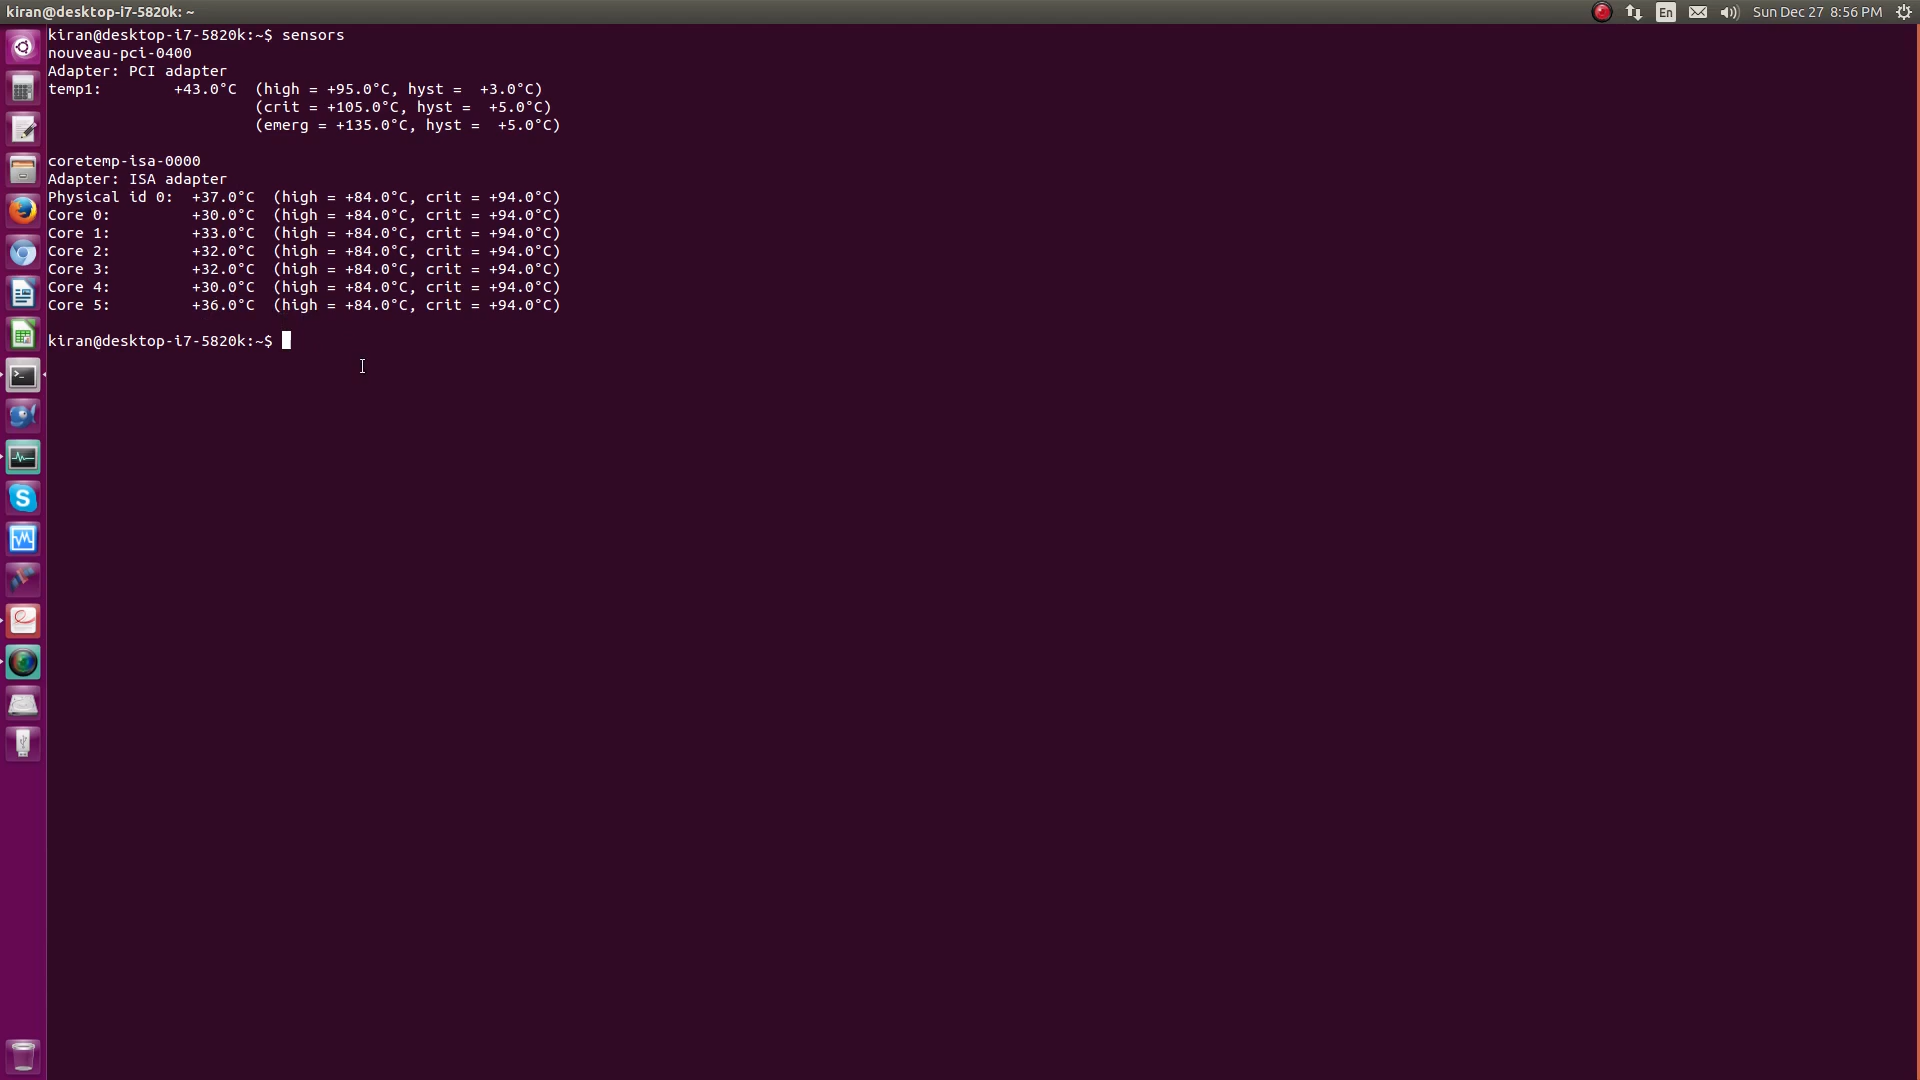 kiran@desktop-i7-5820k: ~
En
Sun Dec 27 8:56 PM
kiran@desktop-i7-5820k:~$ sensors
nouveau-pci-0400
Adapter: PCI adapter
temp1:        +43.0°C  (high = +95.0°C, hyst =  +3.0°C)
                       (crit = +105.0°C, hyst =  +5.0°C)
                       (emerg = +135.0°C, hyst =  +5.0°C)
coretemp-isa-0000
Adapter: ISA adapter
Physical id 0:  +37.0°C  (high = +84.0°C, crit = +94.0°C)
Core 0:         +30.0°C  (high = +84.0°C, crit = +94.0°C)
Core 1:         +33.0°C  (high = +84.0°C, crit = +94.0°C)
Core 2:         +32.0°C  (high = +84.0°C, crit = +94.0°C)
Core 3:         +32.0°C  (high = +84.0°C, crit = +94.0°C)
Core 4:         +30.0°C  (high = +84.0°C, crit = +94.0°C)
Core 5:         +36.0°C  (high = +84.0°C, crit = +94.0°C)
kiran@desktop-i7-5820k:~$